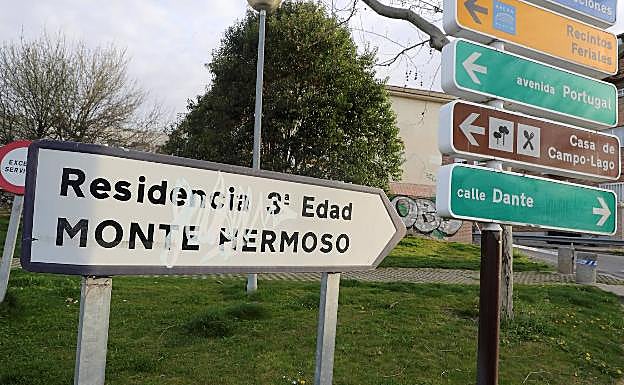 Residencia 3ª Edad
MONTE HERMOSO
Recintos
Feriales
avenida Portugal
Casa de
Campo-Lago
calle Dante